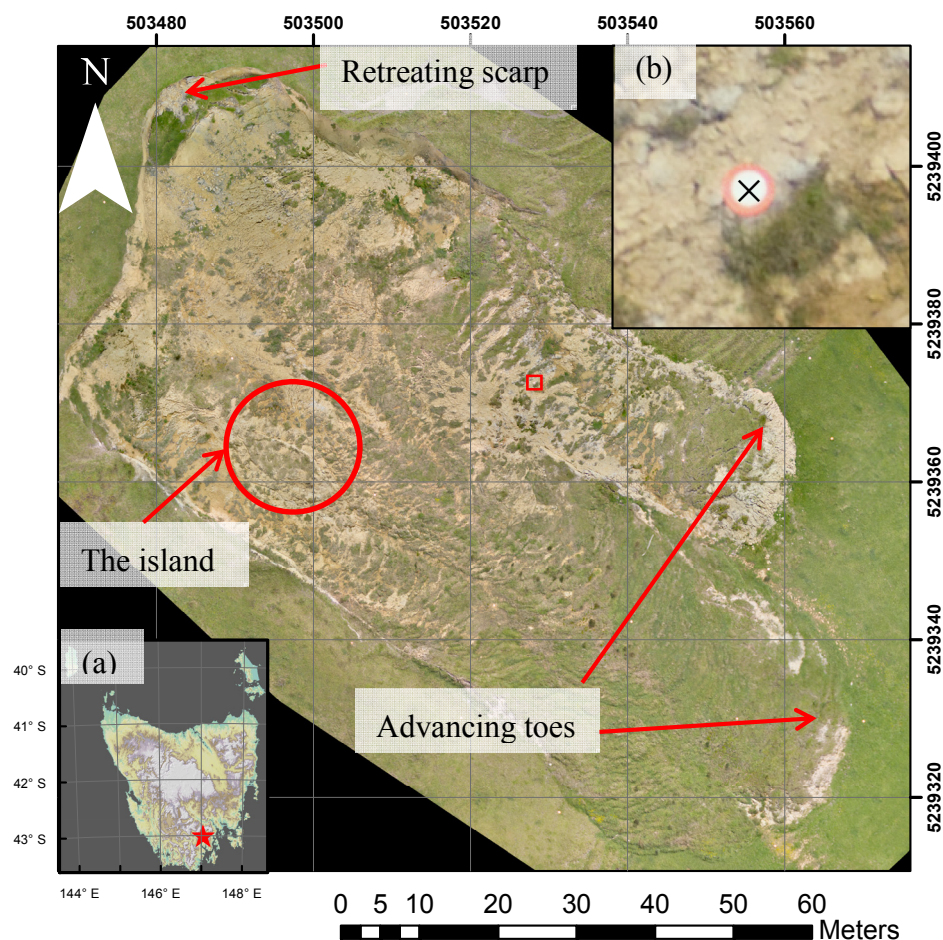 503480 503500 503520 503540 503560
N
Retreating scarp
(b)
5239400
5239380
5239360
5239340
5239320
The island
Advancing toes
(a)
40° S
41° S
42° S
43° S
144° E 146° E 147° E 148° E
0 5 10 20 30 40 50 60
Meters